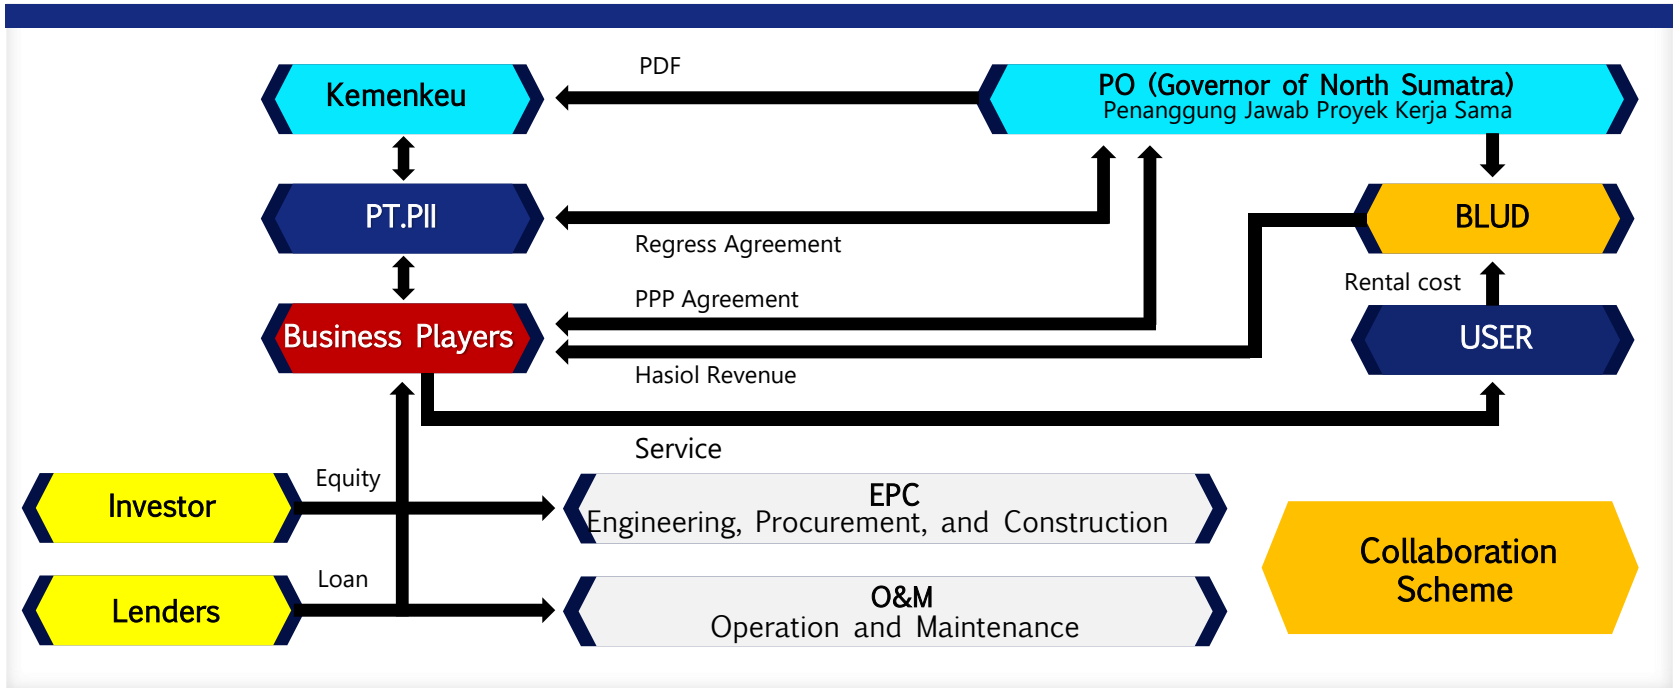 PDF
Kemenkeu
PO (Governor of North Sumatra)
Penanggung Jawab Proyek Kerja Sama
PT.PII
BLUD
Regress Agreement
Rental cost
PPP Agreement
Business Players
USER
Hasiol Revenue
Service
Equity
Investor
EPC
Engineering, Procurement, and Construction
Loan
Lenders
O&M
Operation and Maintenance
Collaboration
Scheme